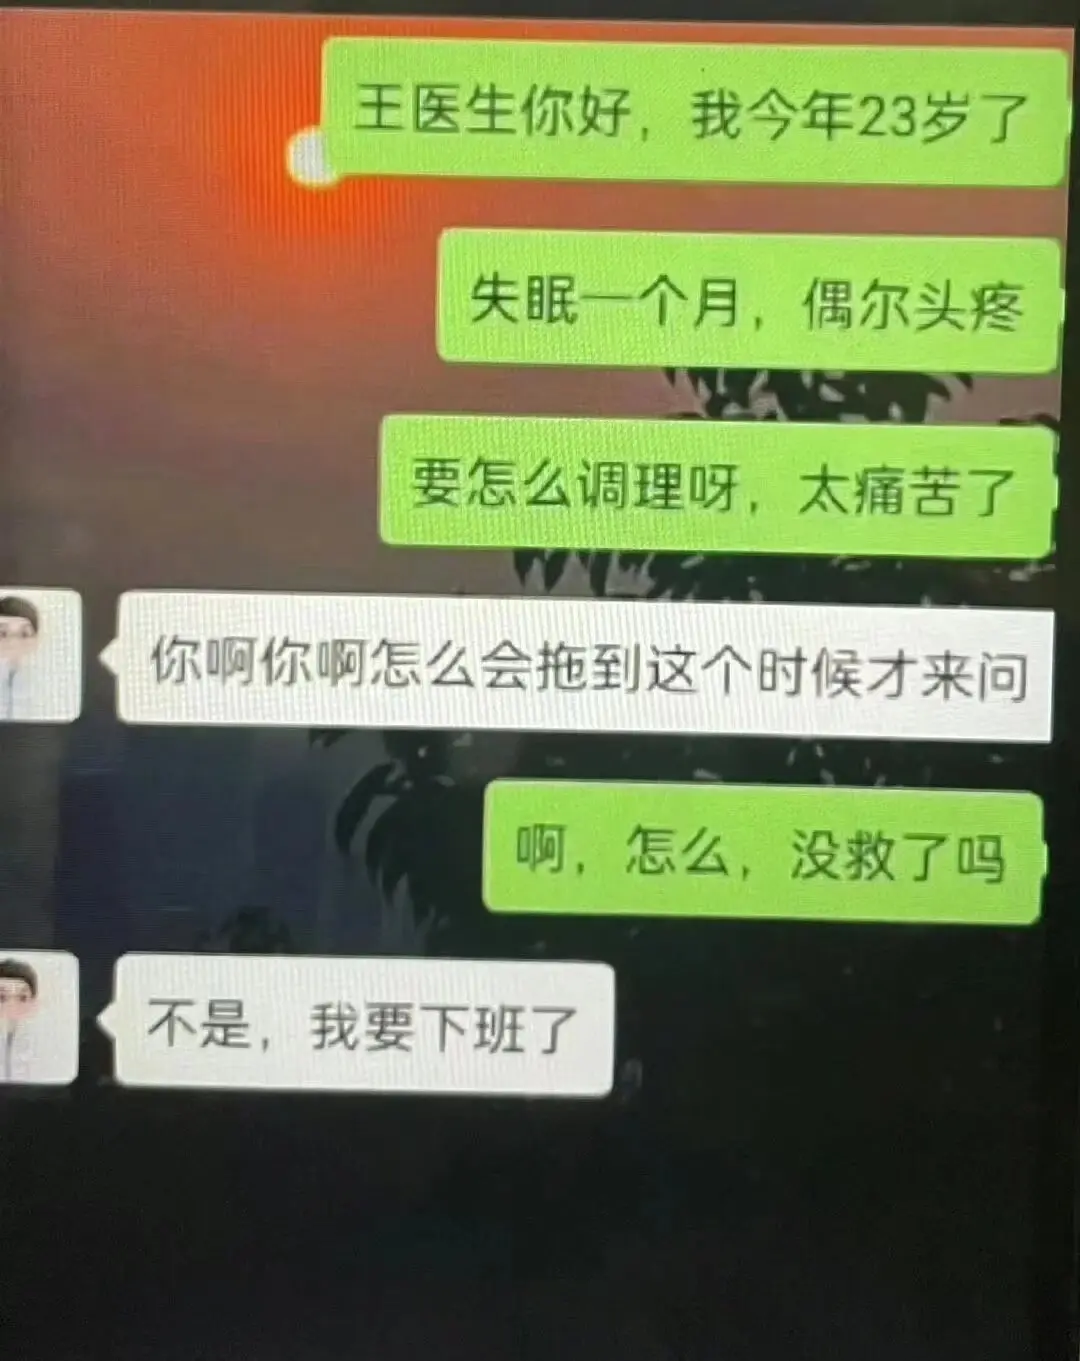 王医生你好，我今年23岁了
失眠一个月，偶尔头疼
要怎么调理呀，太痛苦了
你啊你啊怎么会拖到这个时候才来问
啊，怎么，没救了吗
不是，我要下班了